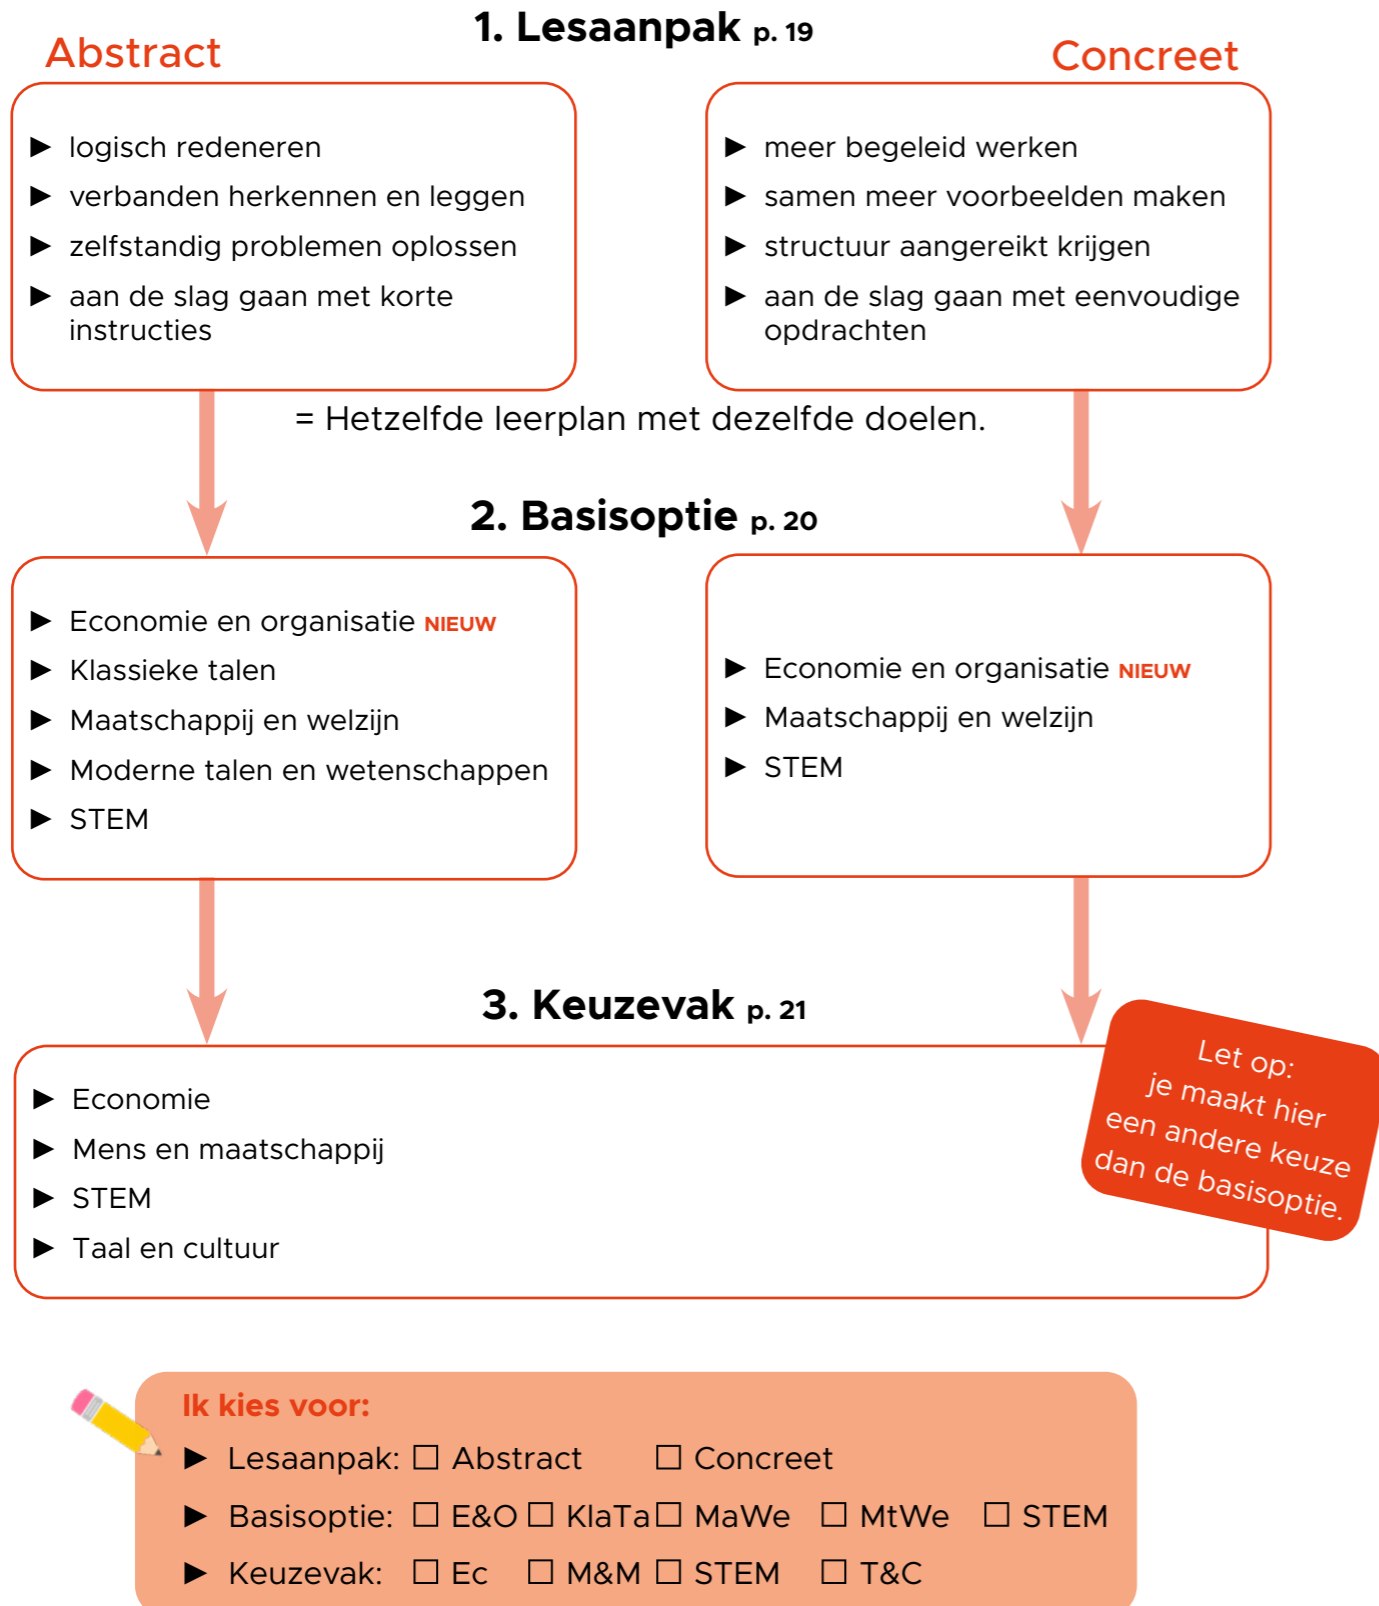 1. Lesaanpak p. 19
Abstract
► logisch redeneren
► verbanden herkennen en leggen
► zelfstandig problemen oplossen
► aan de slag gaan met korte
instructies
Concreet
► meer begeleid werken
► samen meer voorbeelden maken
► structuur aangereikt krijgen
► aan de slag gaan met eenvoudige
opdrachten
= Hetzelfde leerplan met dezelfde doelen.
2. Basisoptie p. 20
► Economie en organisatie NIEUW
► Klassieke talen
► Maatschappij en welzijn
► Moderne talen en wetenschappen
► STEM
► Economie en organisatie NIEUW
► Maatschappij en welzijn
► STEM
3. Keuzevak p. 21
► Economie
► Mens en maatschappij
► STEM
► Taal en cultuur
Let op:
je maakt hier
een andere keuze
dan de basisoptie.
Ik kies voor:
► Lesaanpak: ☐ Abstract ☐ Concreet
► Basisoptie: ☐ E&O ☐ KlaTa ☐ MaWe ☐ MtWe ☐ STEM
► Keuzevak: ☐ Ec ☐ M&M ☐ STEM ☐ T&C